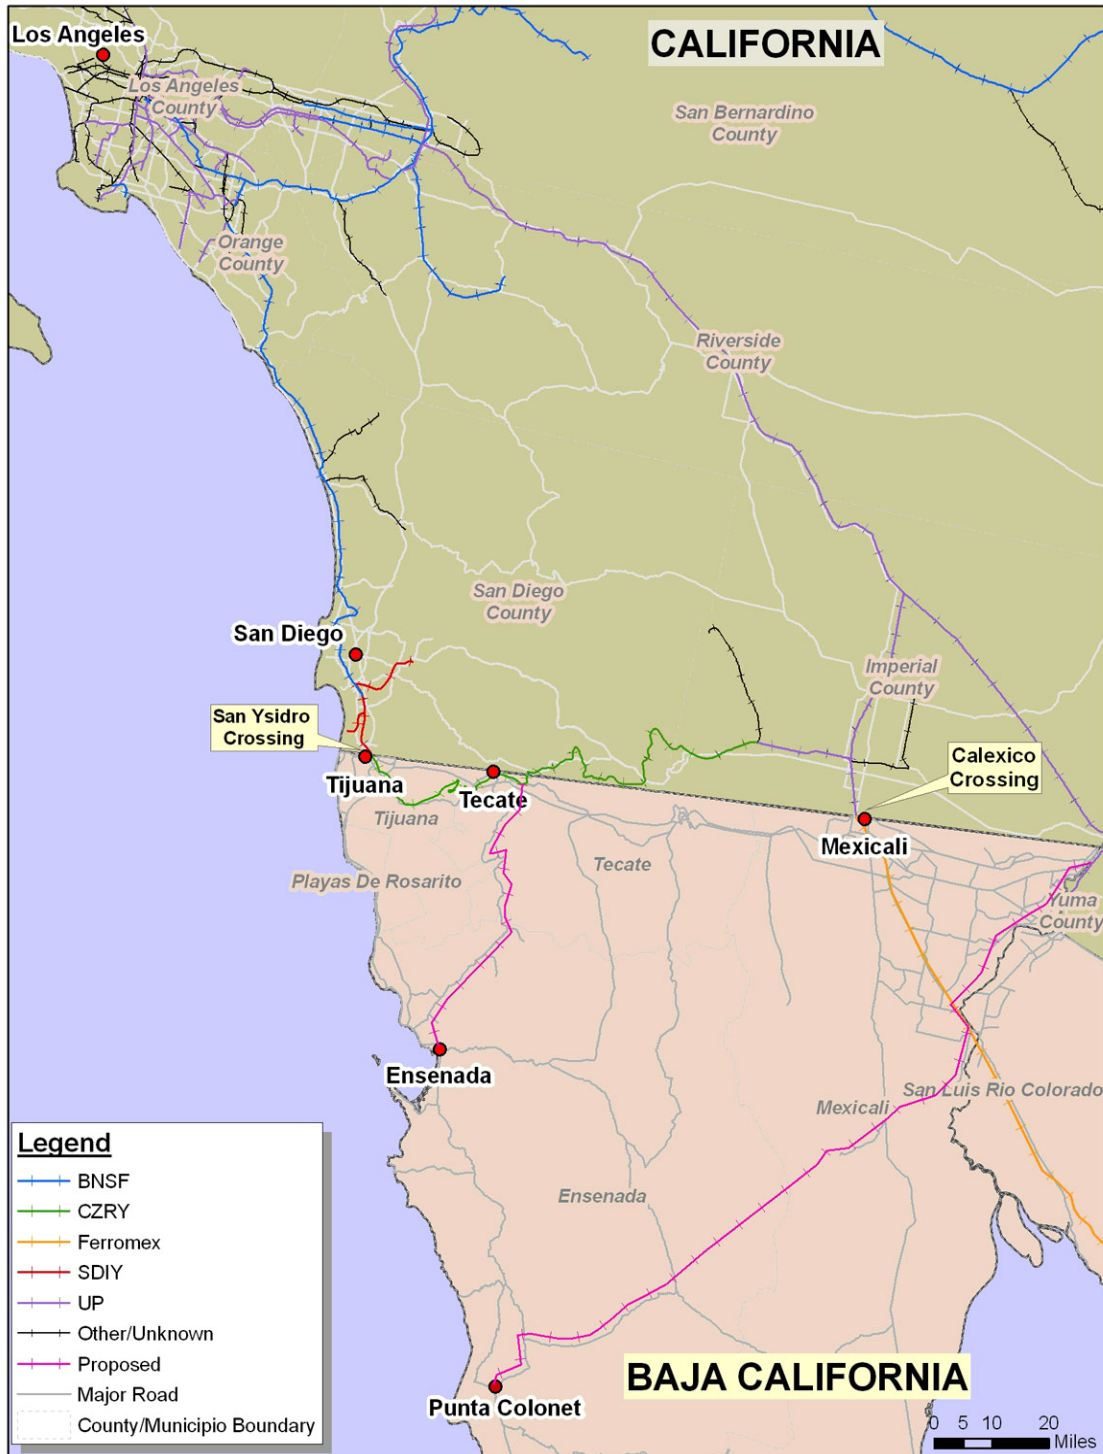 Los Angeles
CALIFORNIA
Los Angeles
County
San Bernardino
County
Orange
County
Riverside
County
San Diego
County
San Diego
Imperial
County
San Ysidro
Crossing
Calexico
Crossing
Tijuana
Tecate
Tijuana
Mexicali
Tecate
Playas De Rosarito
Yuma
County
Ensenada
San Luis Rio Colorado
Mexicali
Ensenada
Legend
BNSF
CZRY
Ferromex
SDIY
UP
Other/Unknown
Proposed
Major Road
County/Municipio Boundary
BAJA CALIFORNIA
Punta Colonet
0 5 10 20
Miles